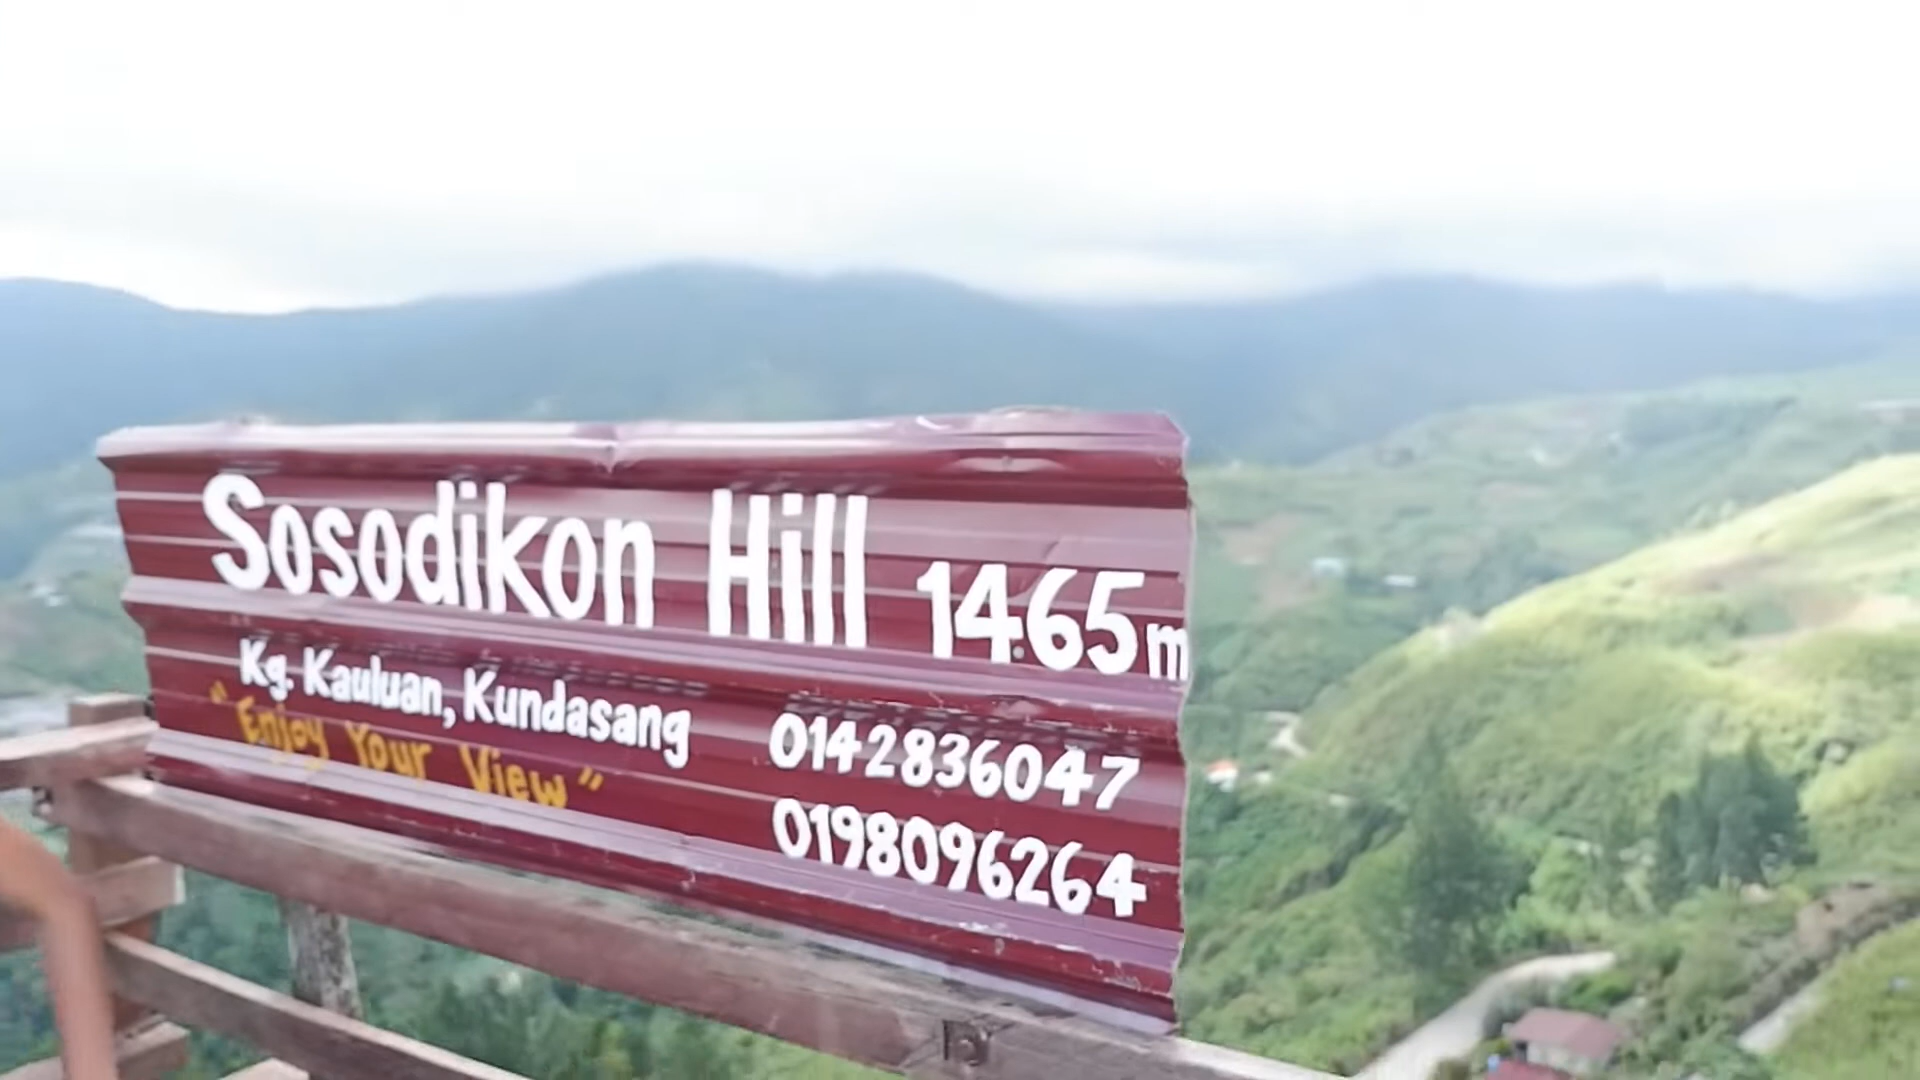 Sosodikon Hill 1465m
Kg. Kauluan, Kundasang
"Enjoy Your View"
0142836047
0198096264